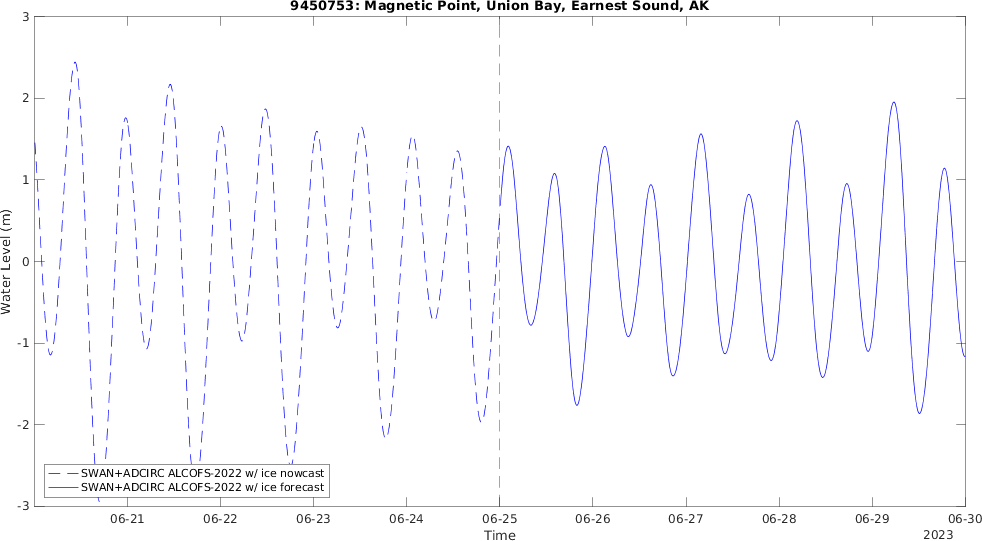 9450753: Magnetic Point, Union Bay, Earnest Sound, AK
3
2
1
0
-1
-2
-3
Water Level (m)
SWAN+ADCIRC ALCOFS-2022 w/ ice nowcast
SWAN+ADCIRC ALCOFS-2022 w/ ice forecast
06-21 06-22 06-23 06-24 06-25 06-26 06-27 06-28 06-29 06-30
Time
2023